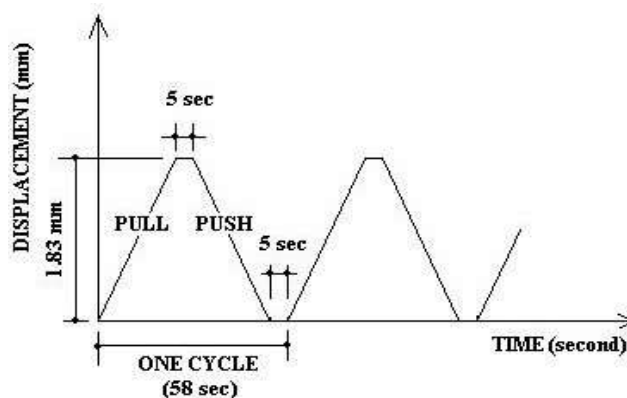 DISPLACEMENT (mm)
5 sec
PULL
PUSH
1.83 mm
5 sec
ONE CYCLE
(58 sec)
TIME (second)